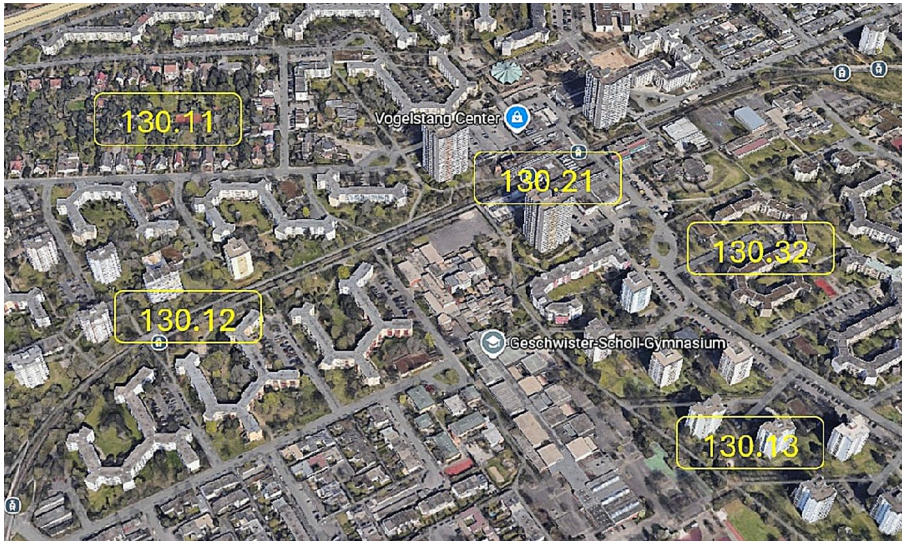 130.11
Vogelstang Center
130.21
130.32
130.12
Geschwister-Scholl-Gymnasium
130.13